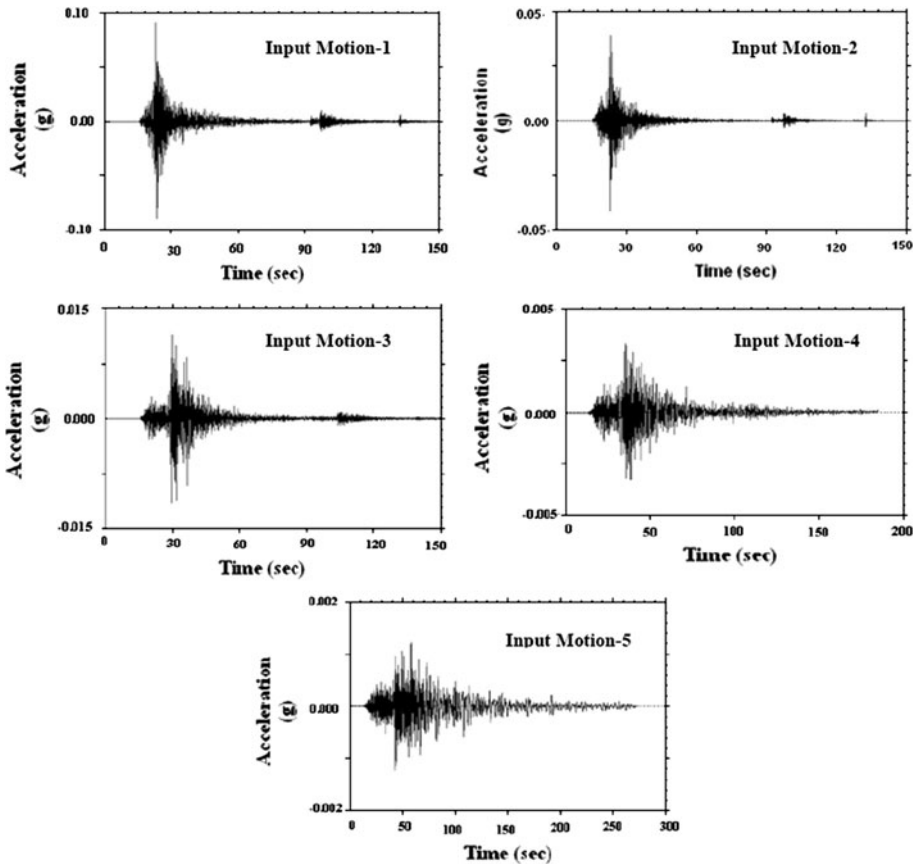 Input Motion-1
Acceleration
(g)
0.10
0.00
-0.10
0
30
60
90
120
150
Time (sec)
Input Motion-2
Acceleration
(g)
0.05
0.00
-0.05
0
30
60
90
120
150
Time (sec)
Input Motion-3
Acceleration
(g)
0.015
0.000
-0.015
0
30
60
90
120
150
Time (sec)
Input Motion-4
Acceleration
(g)
0.005
0.000
-0.005
0
50
100
150
200
Time (sec)
Input Motion-5
Acceleration
(g)
0.002
0.000
-0.002
0
50
100
150
200
250
300
Time (sec)